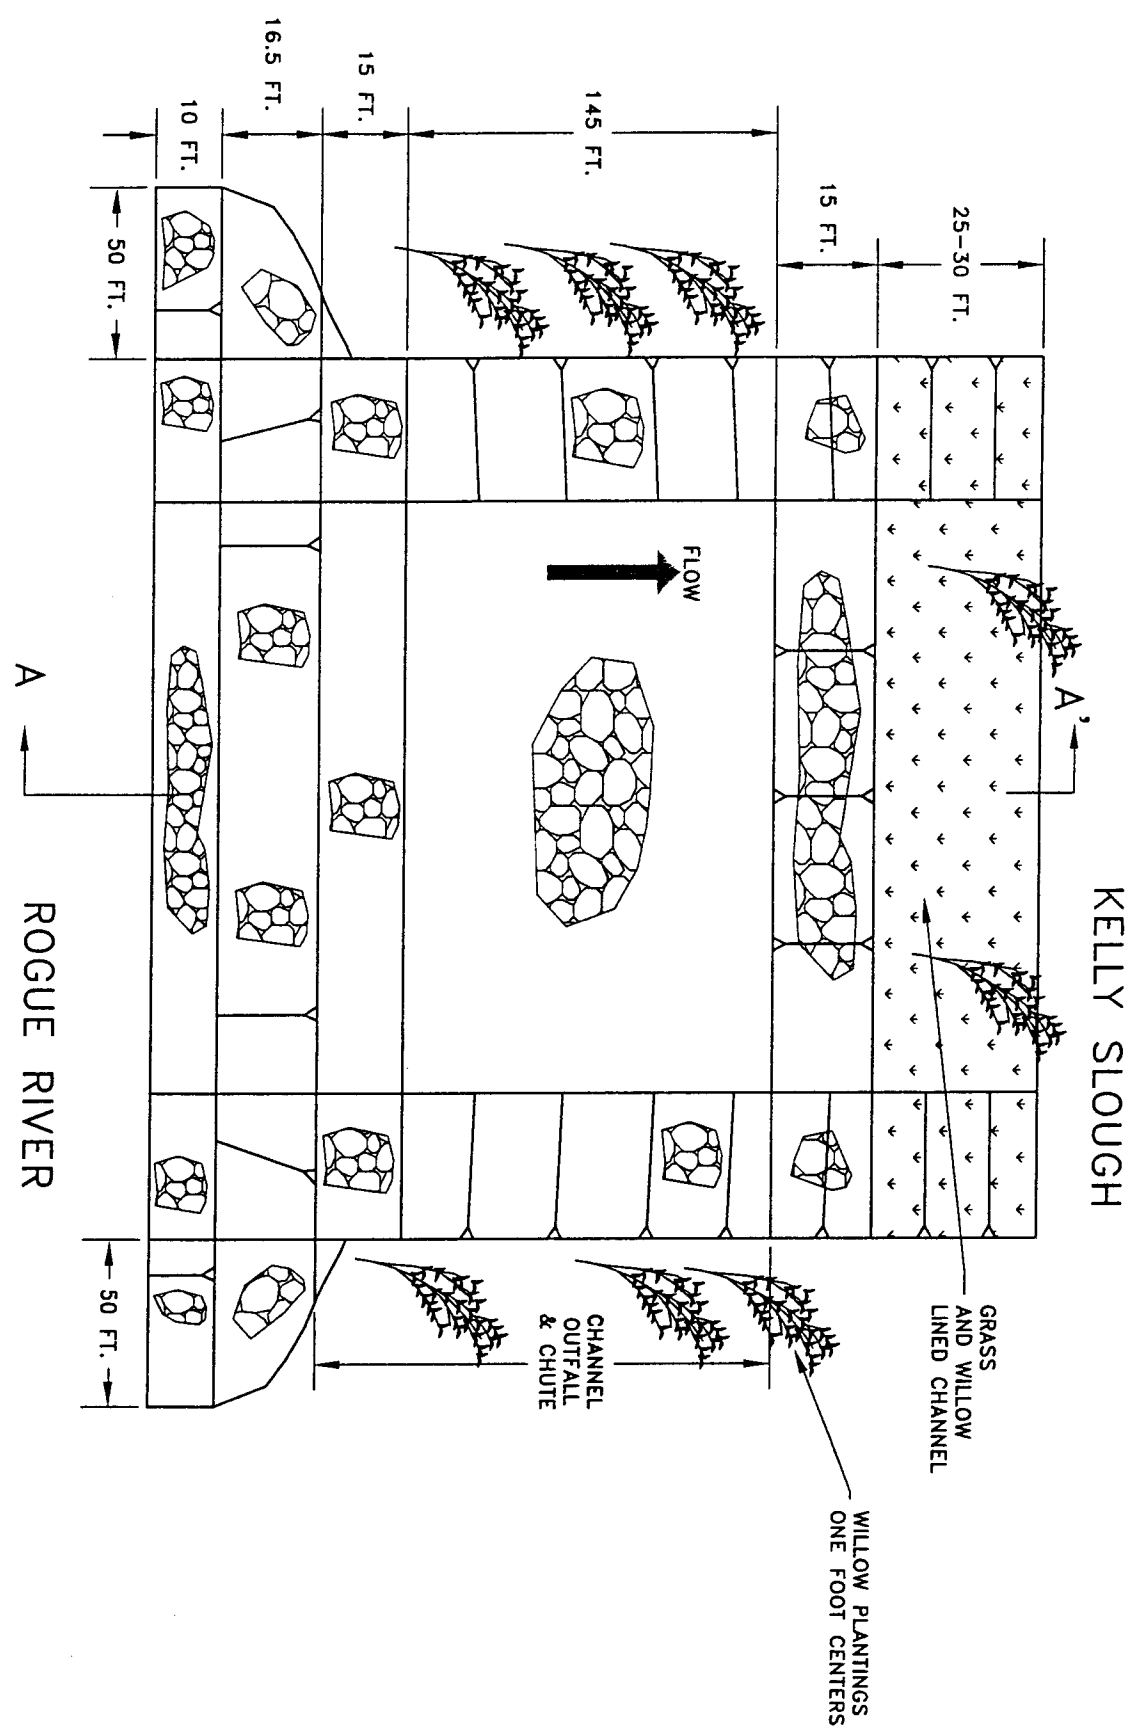 KELLY SLOUGH
25-30 FT.
15 FT.
145 FT.
15 FT.
16.5 FT.
10 FT.
50 FT.
FLOW
A'
A
GRASS
AND WILLOW
LINED CHANNEL
WILLOW PLANTINGS
ONE FOOT CENTERS
CHANNEL
OUTFALL
& CHUTE
50 FT.
ROGUE RIVER